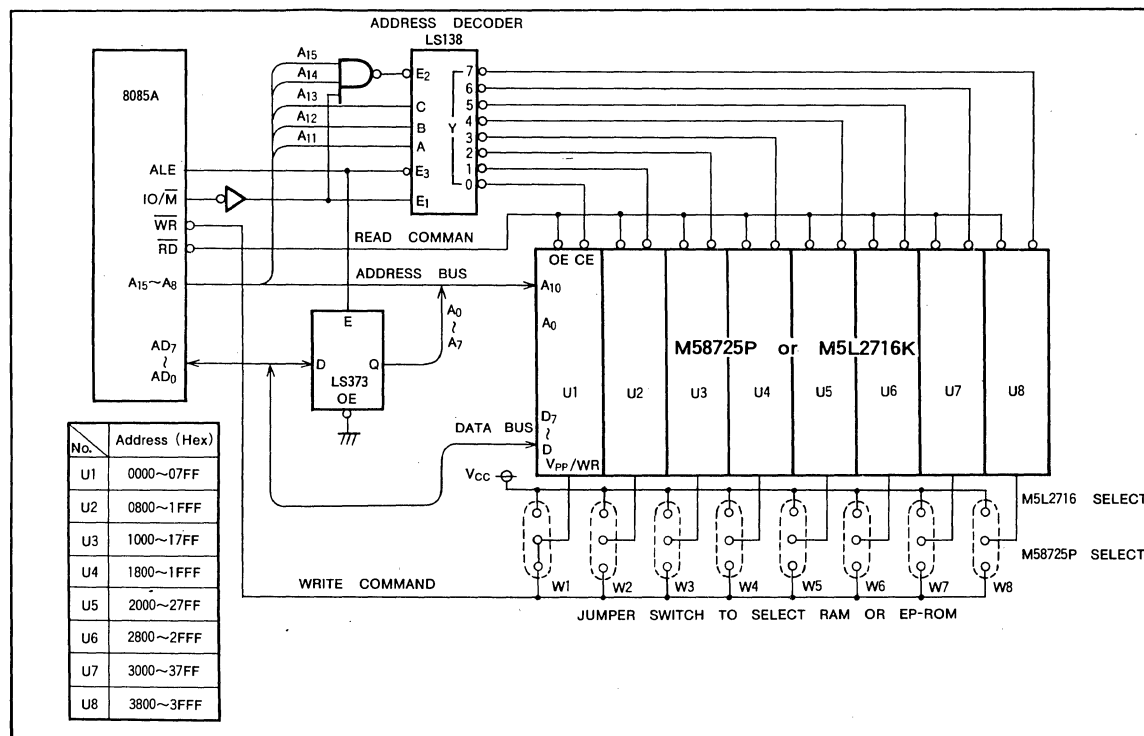 ADDRESS DECODER
LS138
8085A
A15
A14
A13
A12
A11
E2
C
B
A
E3
E1
Y
7
6
5
4
3
2
1
0
ALE
IO/M̅
W̅R̅
R̅D̅
A15~A8
AD7
~
AD0
READ COMMAN
ADDRESS BUS
A0
~
A7
E
D
Q
LS373
OE
OE CE
A10
A0
M58725P or M5L2716K
U1
U2
U3
U4
U5
U6
U7
U8
D7
~
D
VPP/WR
DATA BUS
VCC
M5L2716 SELECT
M58725P SELECT
W1
W2
W3
W4
W5
W6
W7
W8
WRITE COMMAND
JUMPER SWITCH TO SELECT RAM OR EP-ROM
No. Address (Hex)
U1 0000~07FF
U2 0800~1FFF
U3 1000~17FF
U4 1800~1FFF
U5 2000~27FF
U6 2800~2FFF
U7 3000~37FF
U8 3800~3FFF